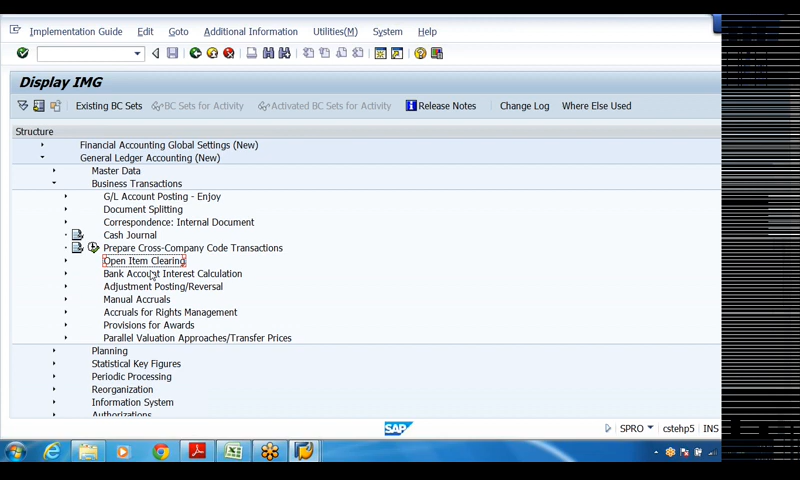 Implementation Guide Edit Goto Additional Information Utilities(M) System Help
Display IMG
Existing BC Sets BC Sets for Activity Activated BC Sets for Activity Release Notes Change Log Where Else Used
Structure
Financial Accounting Global Settings (New)
General Ledger Accounting (New)
Master Data
Business Transactions
G/L Account Posting - Enjoy
Document Splitting
Correspondence: Internal Document
Cash Journal
Prepare Cross-Company Code Transactions
Open Item Clearing
Bank Account Interest Calculation
Adjustment Posting/Reversal
Manual Accruals
Accruals for Rights Management
Provisions for Awards
Parallel Valuation Approaches/Transfer Prices
Planning
Statistical Key Figures
Periodic Processing
Reorganization
Information System
Authorizations
SAP SPRO cstehp5 INS